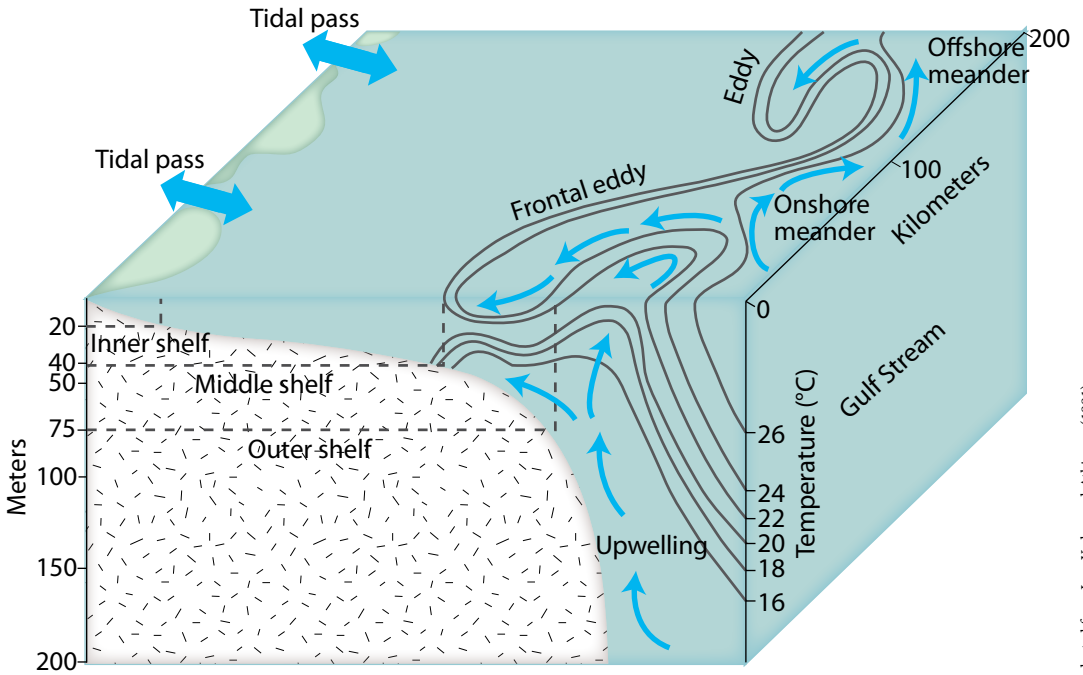 Tidal pass
Tidal pass
Eddy
Offshore
meander
200
100
Kilometers
Frontal eddy
Onshore
meander
0
Gulf Stream
20
Inner shelf
40
Middle shelf
50
75
Outer shelf
100
150
200
Meters
Upwelling
Temperature (°C)
26
24
22
20
18
16